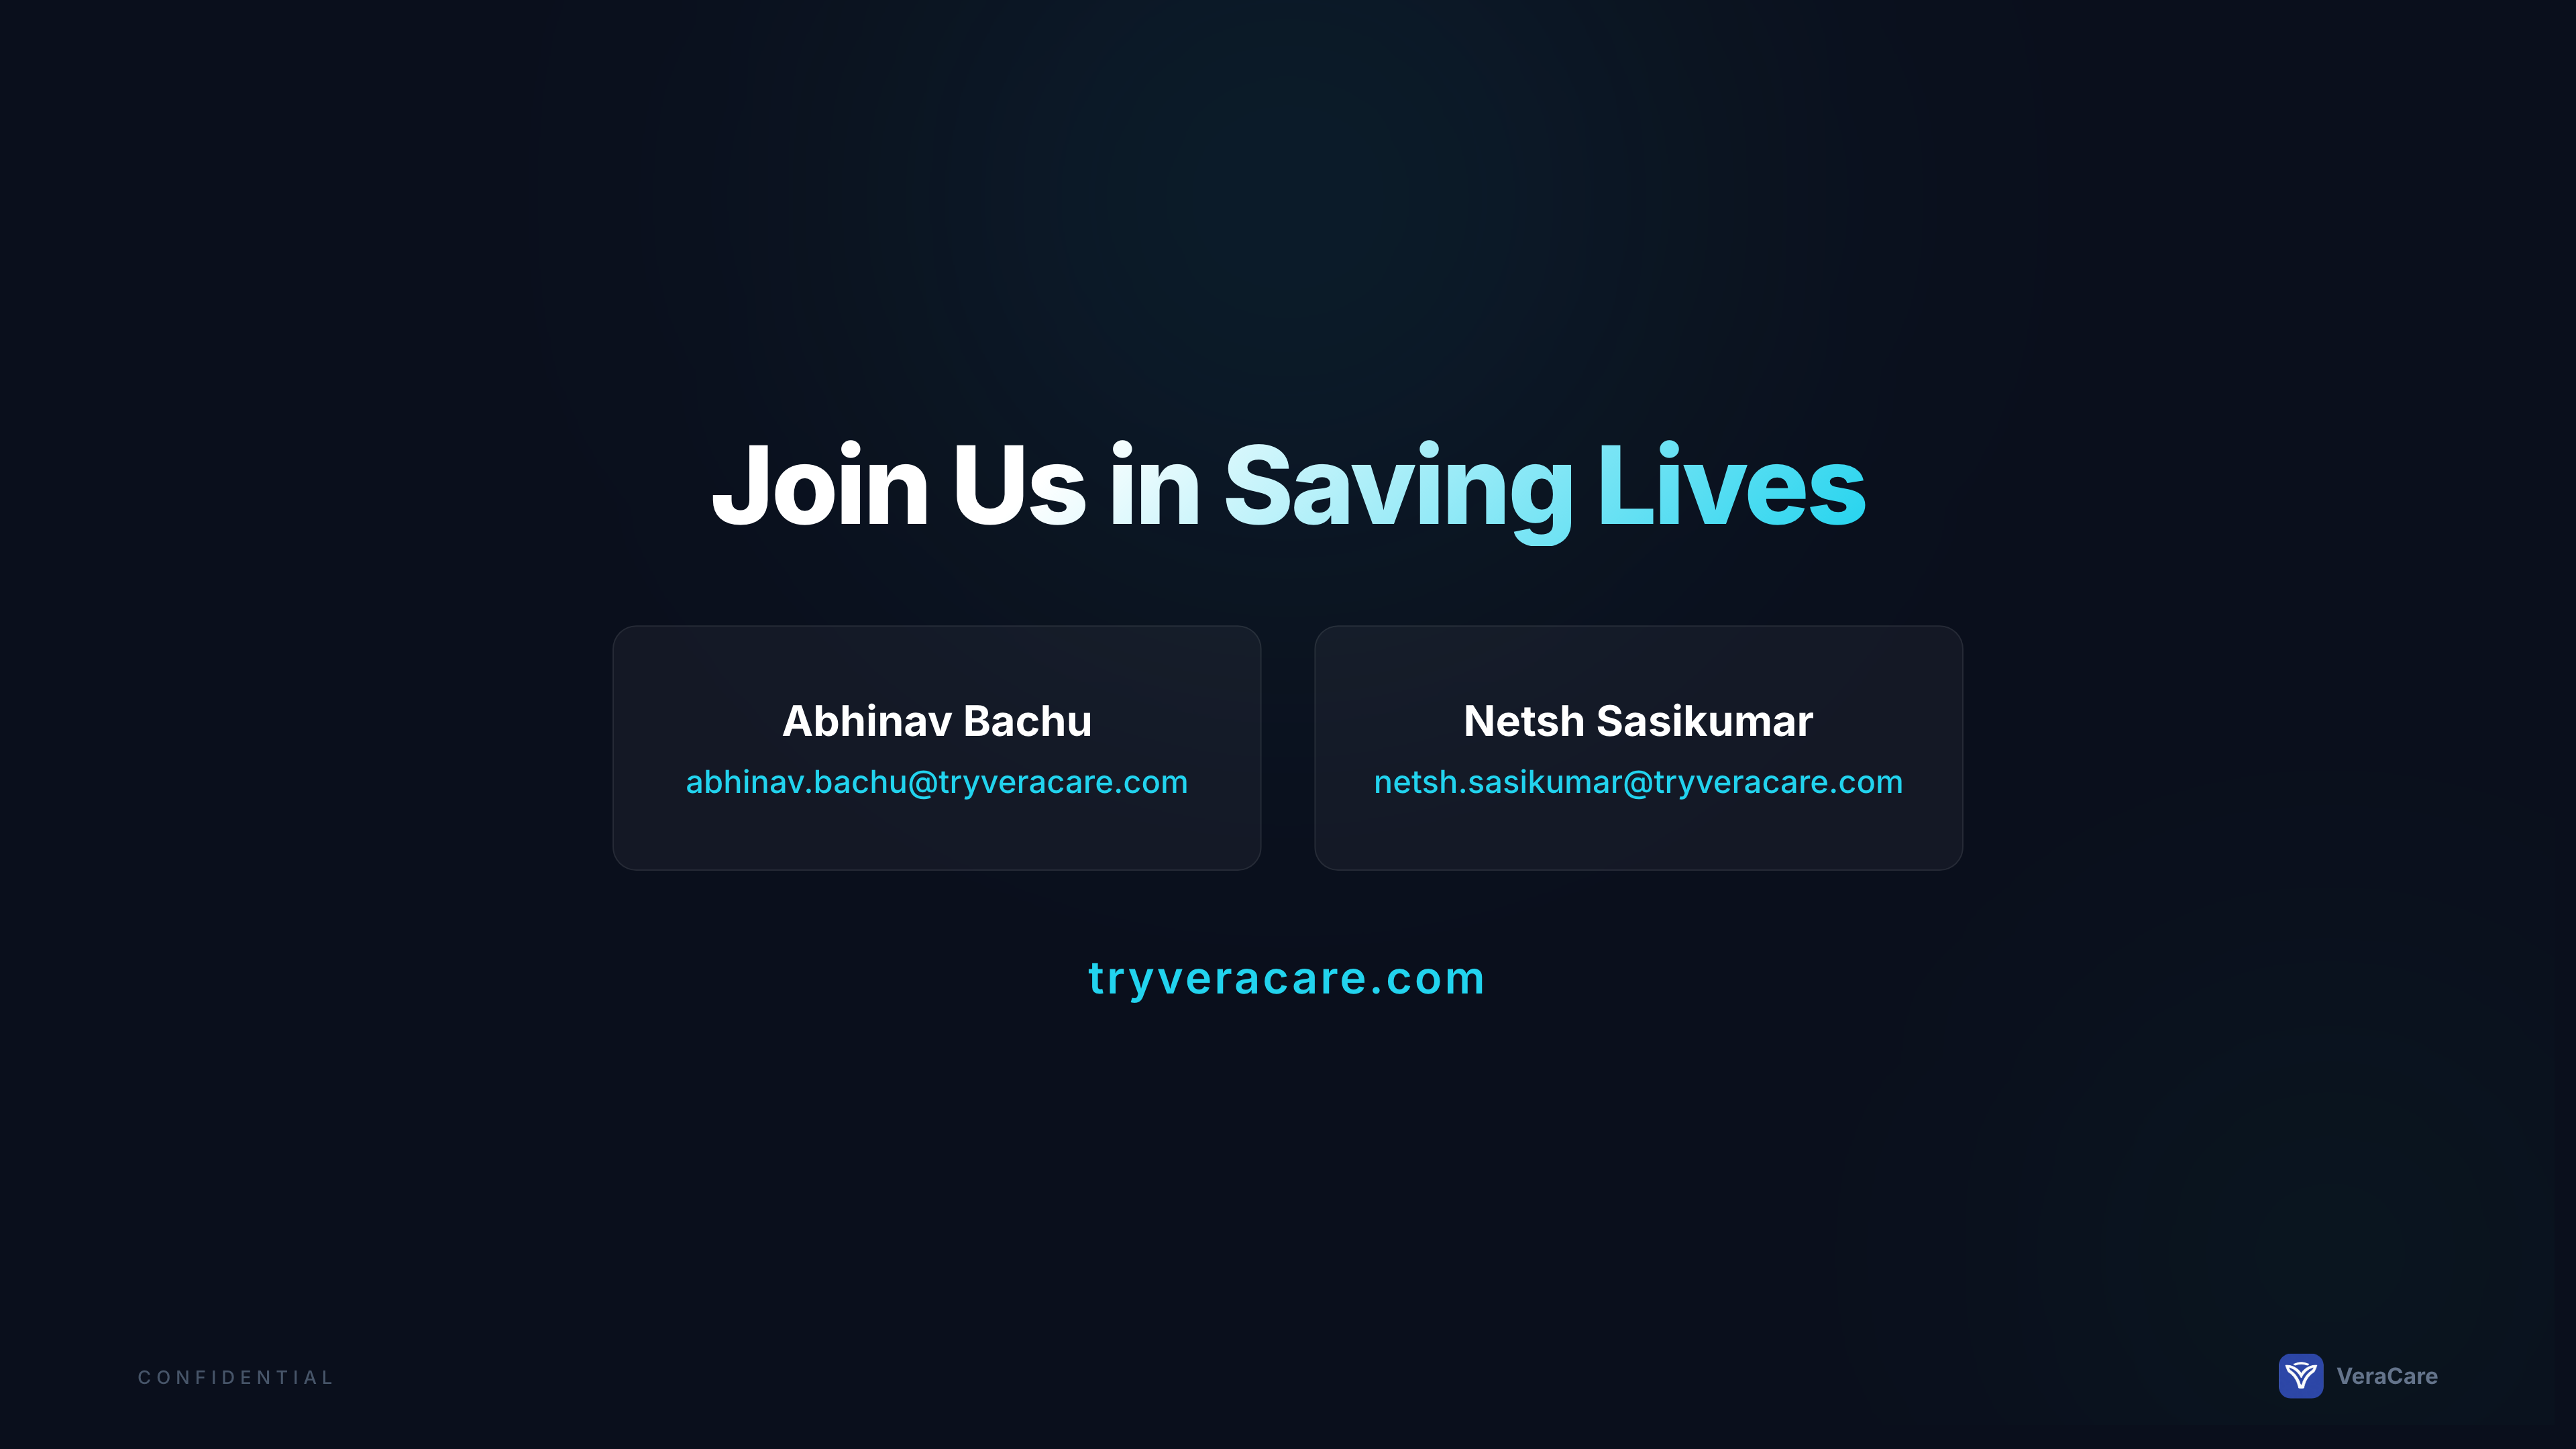 Join Us in Saving Lives
Abhinav Bachu
abhinav.bachu@tryveracare.com
Netsh Sasikumar
netsh.sasikumar@tryveracare.com
tryveracare.com
CONFIDENTIAL
VeraCare